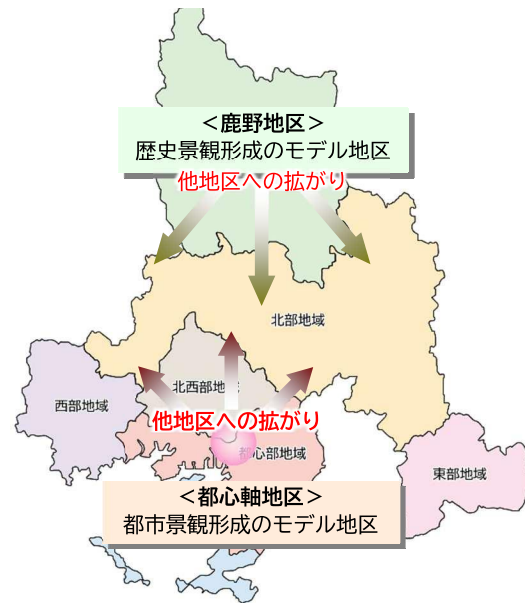 ＜鹿野地区＞
歴史景観形成のモデル地区
他地区への拡がり
北部地域
北西部地域
西部地域
他地区への拡がり
都心部地域
東部地域
＜都心軸地区＞
都市景観形成のモデル地区